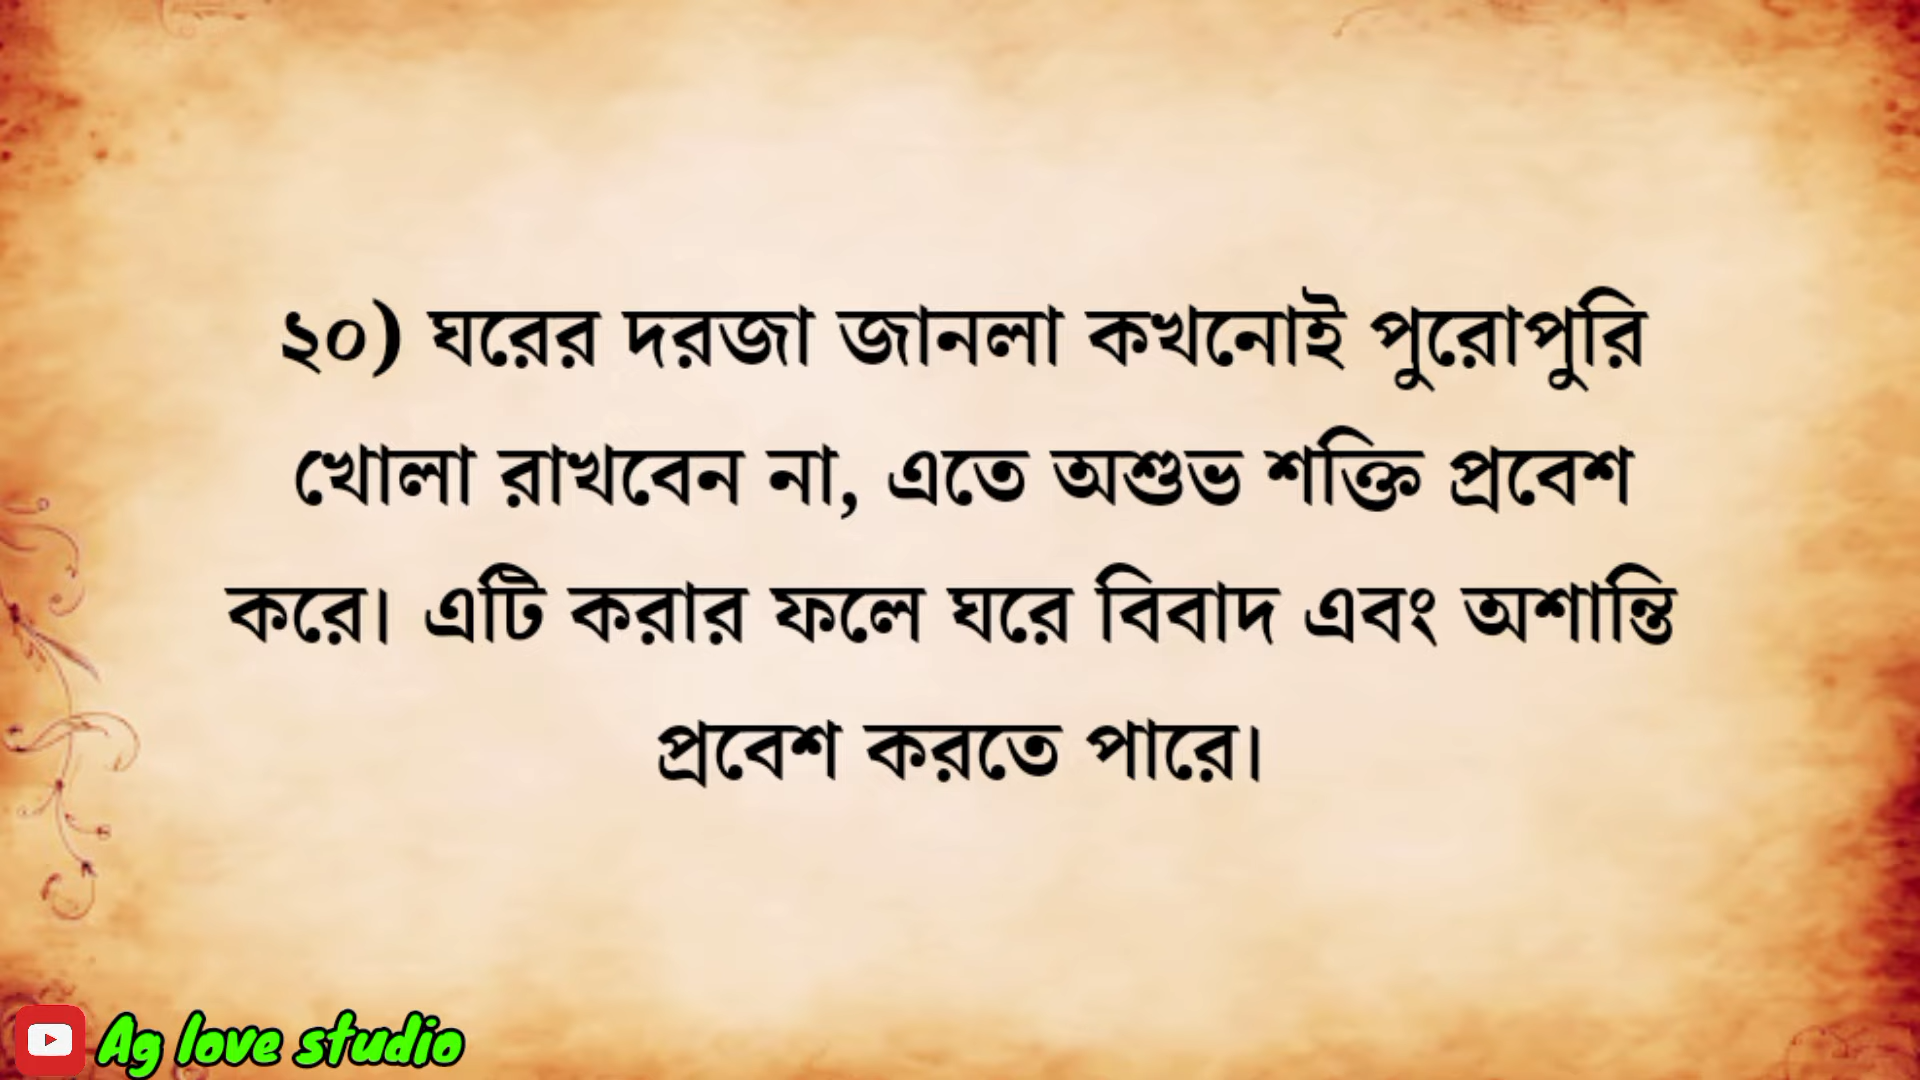 ২০) ঘরের দরজা জানলা কখনোই পুরোপুরি
খোলা রাখবেন না, এতে অশুভ শক্তি প্রবেশ
করে। এটি করার ফলে ঘরে বিবাদ এবং অশান্তি
প্রবেশ করতে পারে।
Ag love studio